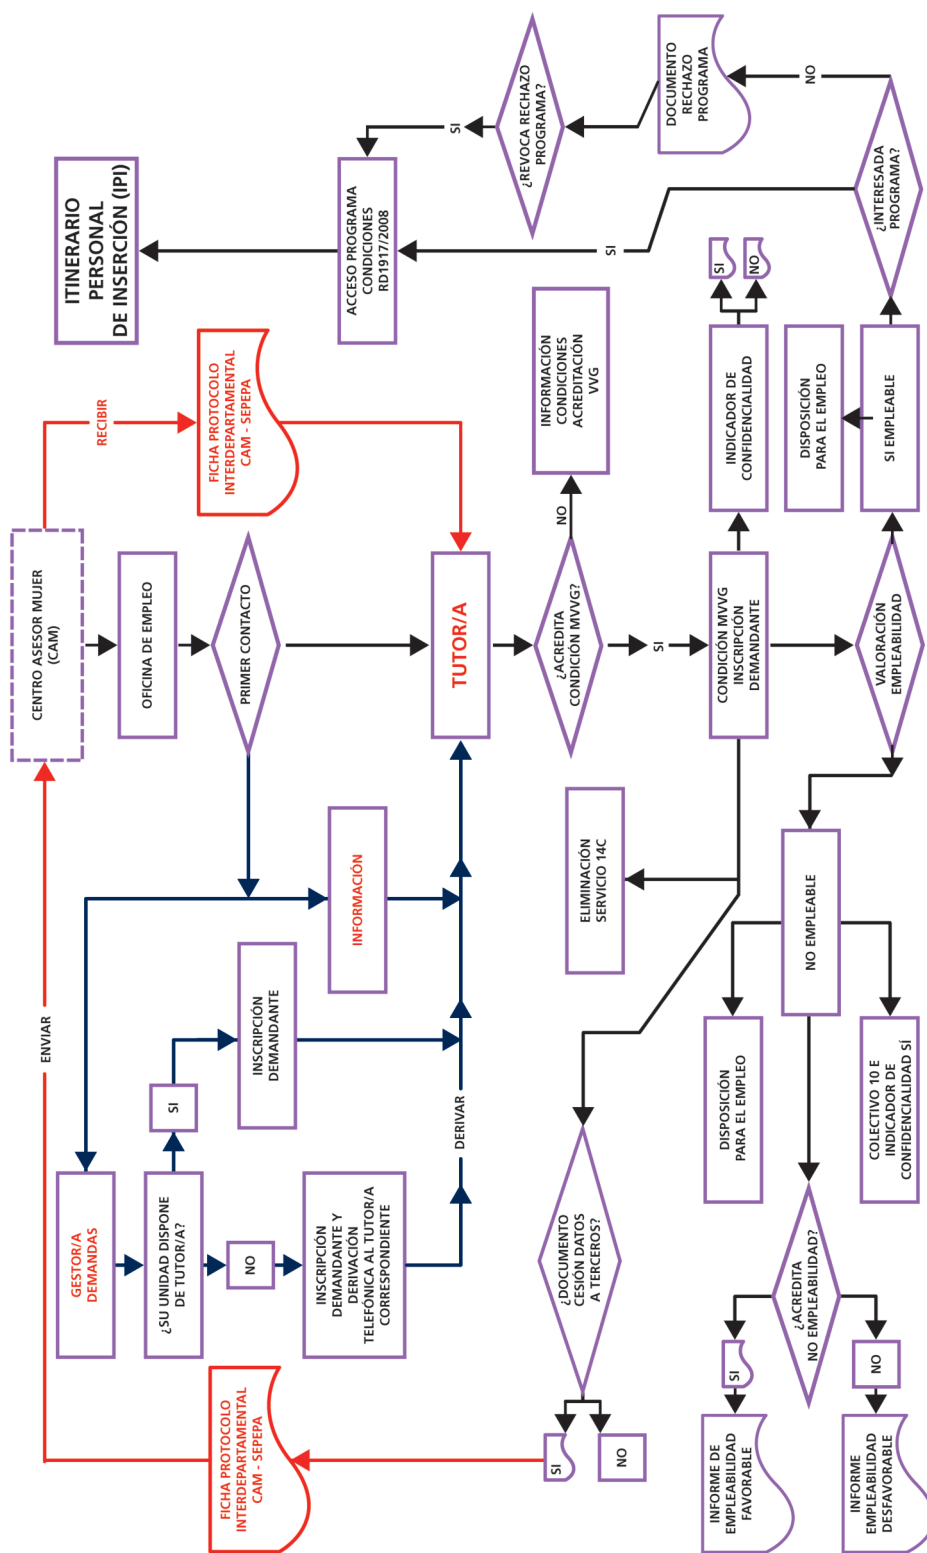 CENTRO ASESOR MUJER
(CAM)
ENVIAR
RECIBIR
FICHA PROTOCOLO
INTERDEPARTAMENTAL
CAM - SEPEPA
ITINERARIO
PERSONAL
DE INSERCIÓN (IPI)
GESTOR/A
DEMANDAS
OFICINA DE EMPLEO
¿SU UNIDAD DISPONE
DE TUTOR/A?
SI
NO
INSCRIPCIÓN
DEMANDANTE
PRIMER CONTACTO
FICHA PROTOCOLO
INTERDEPARTAMENTAL
CAM - SEPEPA
INSCRIPCIÓN
DEMANDANTE Y
DERIVACIÓN
TELEFÓNICA AL TUTOR/A
CORRESPONDIENTE
INFORMACIÓN
ACCESO PROGRAMA
CONDICIONES
RD1917/2008
DERIVAR
TUTOR/A
SI
¿REVOCA RECHAZO
PROGRAMA?
¿DOCUMENTO
CESIÓN DATOS
A TERCEROS?
SI
NO
ELIMINACIÓN
SERVICIO 14C
¿ACREDITA
CONDICIÓN MVVG?
NO
INFORMACIÓN
CONDICIONES
ACREDITACIÓN
VVG
SI
SI
DOCUMENTO
RECHAZO
PROGRAMA
CONDICIÓN MVVG
INSCRIPCIÓN
DEMANDANTE
INDICADOR DE
CONFIDENCIALIDAD
SI
NO
DISPOSICIÓN
PARA EL EMPLEO
NO EMPLEABLE
DISPOSICIÓN
PARA EL EMPLEO
NO
SI
INFORME DE
EMPLEABILIDAD
FAVORABLE
¿ACREDITA
NO EMPLEABILIDAD?
NO
INFORME
EMPLEABILIDAD
DESFAVORABLE
COLECTIVO 10 E
INDICADOR DE
CONFIDENCIALIDAD SÍ
VALORACIÓN
EMPLEABILIDAD
SI EMPLEABLE
¿INTERESADA
PROGRAMA?